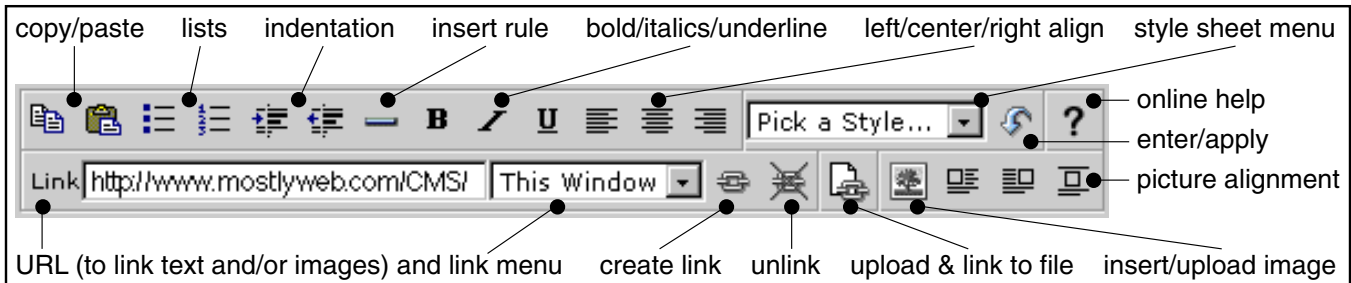 copy/paste lists indentation insert rule bold/italics/underline left/center/right align style sheet menu
B I U Pick a Style... ? online help
enter/apply
Link http://www.mostlyweb.com/CMS/ This Window picture alignment
URL (to link text and/or images) and link menu create link unlink upload & link to file insert/upload image